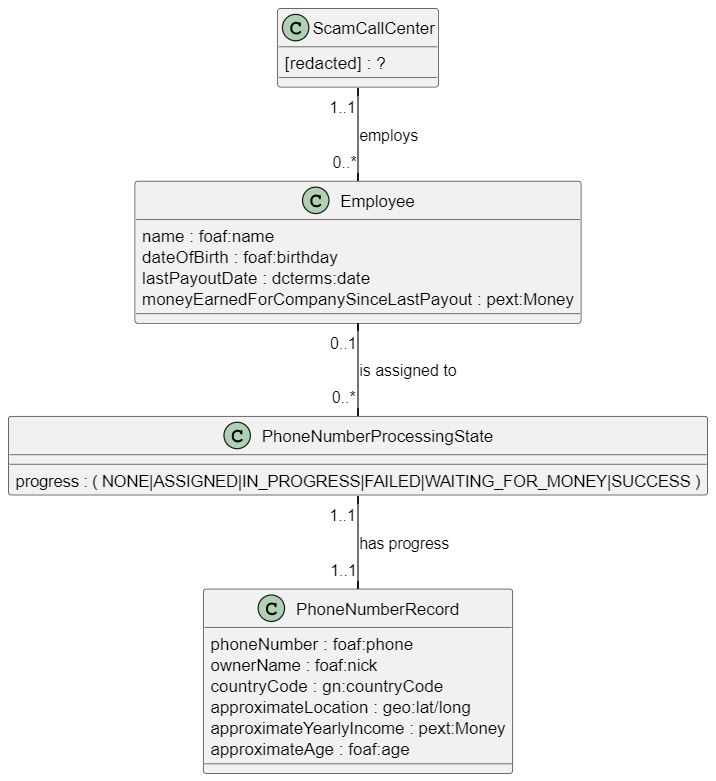 C ScamCallCenter
[redacted] : ?
1..1
employs
0..*
C Employee
name : foaf:name
dateOfBirth : foaf:birthday
lastPayoutDate : dcterms:date
moneyEarnedForCompanySinceLastPayout : pext:Money
0..1
is assigned to
0..*
C PhoneNumberProcessingState
progress : ( NONE|ASSIGNED|IN_PROGRESS|FAILED|WAITING_FOR_MONEY|SUCCESS )
1..1
has progress
1..1
C PhoneNumberRecord
phoneNumber : foaf:phone
ownerName : foaf:nick
countryCode : gn:countryCode
approximateLocation : geo:lat/long
approximateYearlyIncome : pext:Money
approximateAge : foaf:age